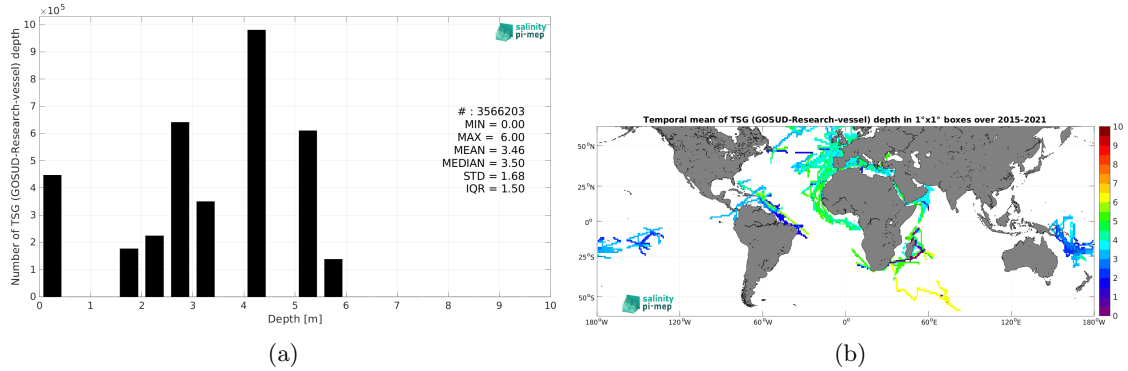 ×10⁵
10
9
8
7
6
5
4
3
2
1
0
Number of TSG (GOSUD-Research-vessel) depth
salinity
pi-mep
# : 3566203
MIN = 0.00
MAX = 6.00
MEAN = 3.46
MEDIAN = 3.50
STD = 1.68
IQR = 1.50
0 1 2 3 4 5 6 7 8 9 10
Depth [m]
(a)
Temporal mean of TSG (GOSUD-Research-vessel) depth in 1°x1° boxes over 2015-2021
50°N
25°N
0°
25°S
50°S
salinity
pi-mep
180°W 120°W 60°W 0° 60°E 120°E 180°W
10
9
8
7
6
5
4
3
2
1
0
(b)